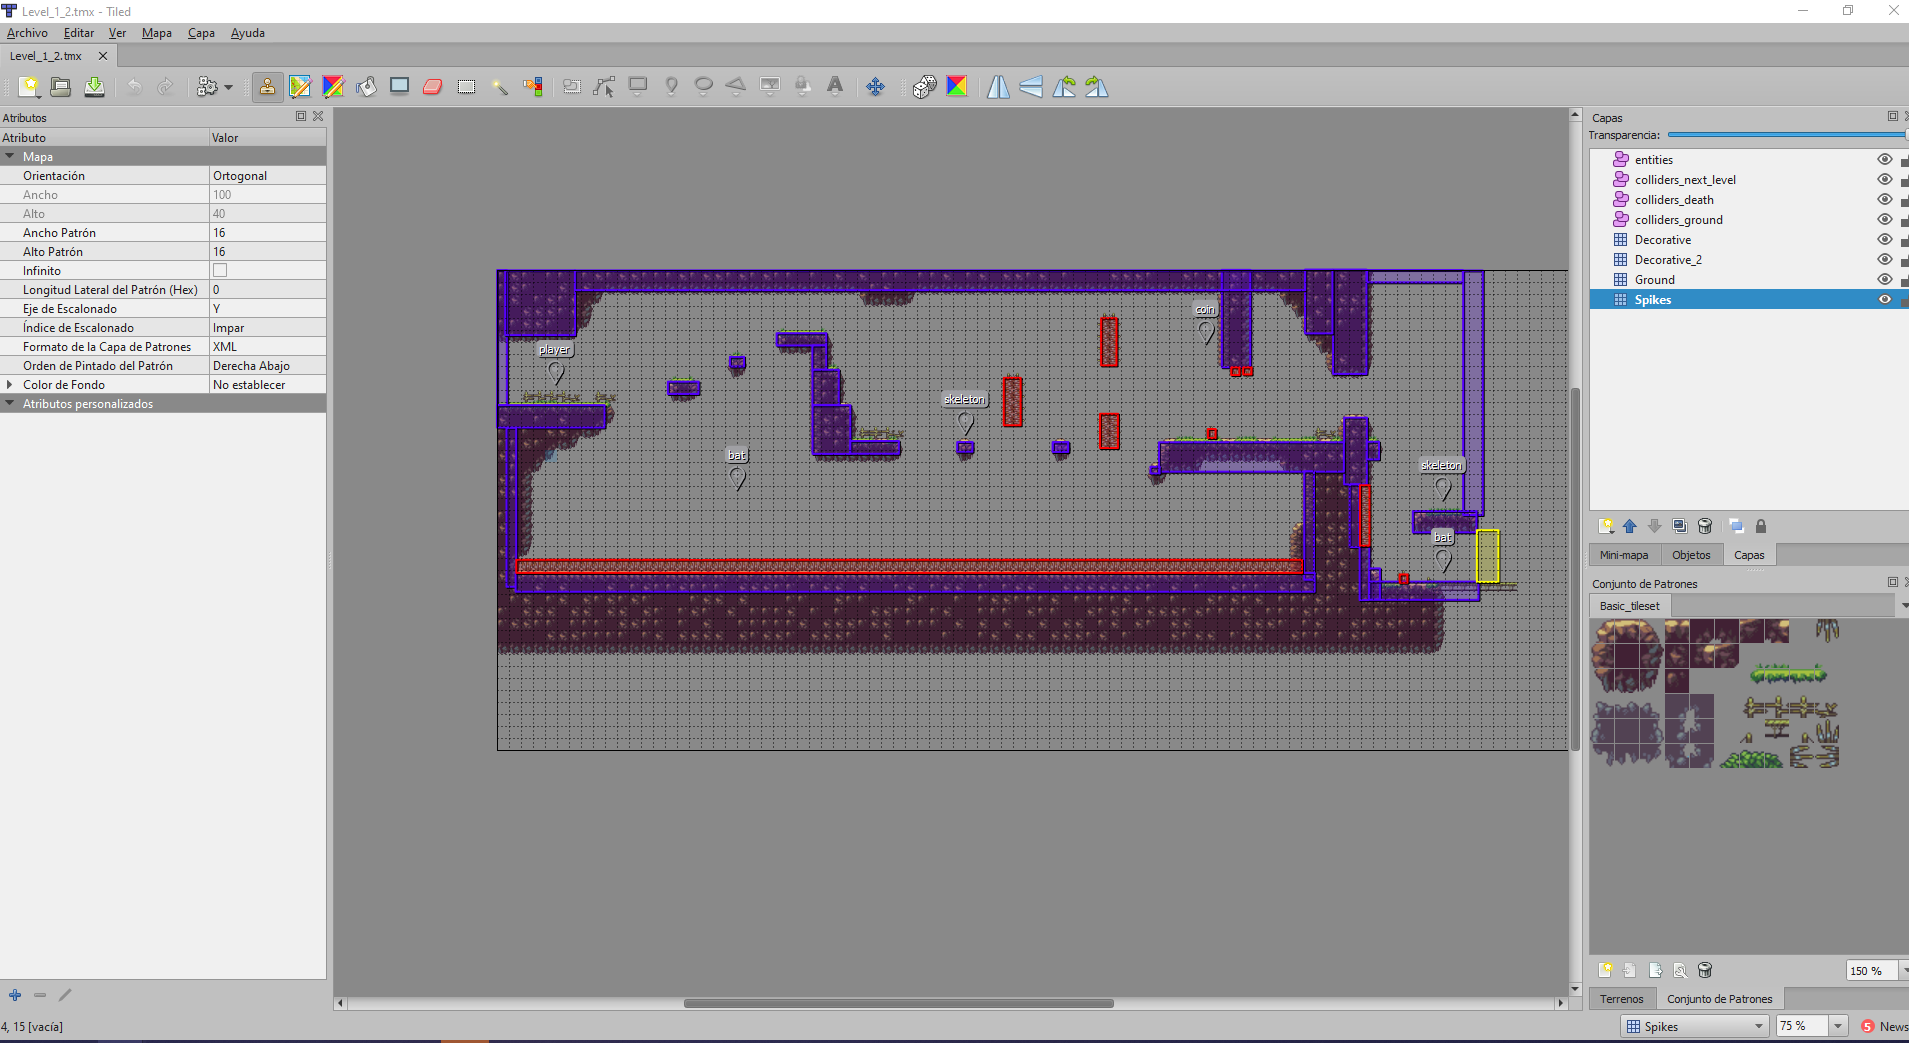 Level_1_2.tmx - Tiled
Archivo Editar Ver Mapa Capa Ayuda
Level_1_2.tmx
Atributos
Atributo Valor
Mapa
Orientación Ortogonal
Ancho 100
Alto 40
Ancho Patrón 16
Alto Patrón 16
Infinito
Longitud Lateral del Patrón (Hex) 0
Eje de Escalonado Y
Índice de Escalonado Impar
Formato de la Capa de Patrones XML
Orden de Pintado del Patrón Derecha Abajo
Color de Fondo No establecer
Atributos personalizados
coin
player
skeleton
bat
skeleton
bat
Capas
Transparencia:
entities
colliders_next_level
colliders_death
colliders_ground
Decorative
Decorative_2
Ground
Spikes
Mini-mapa Objetos Capas
Conjunto de Patrones
Basic_tileset
150 %
Terrenos Conjunto de Patrones
4, 15 [vacía]
Spikes 75 % 5 News